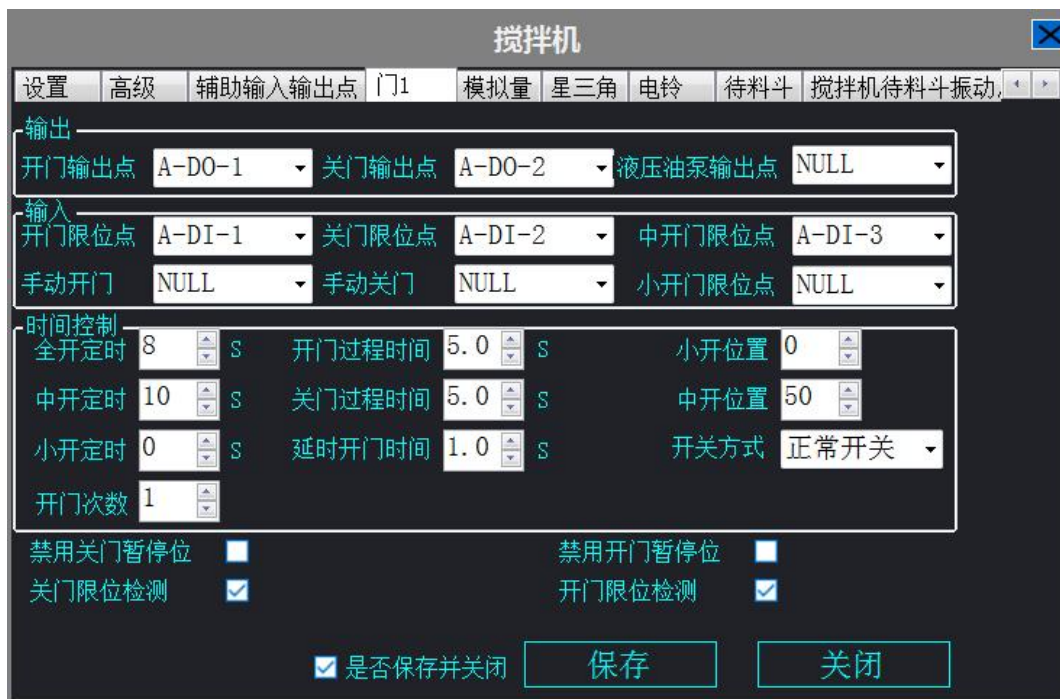 搅拌机
设置 高级 辅助输入输出点 门1 模拟量 星三角 电铃 待料斗 搅拌机待料斗振动
输出
开门输出点 A-DO-1 关门输出点 A-DO-2 液压油泵输出点 NULL
输入
开门限位点 A-DI-1 关门限位点 A-DI-2 中开门限位点 A-DI-3
手动开门 NULL 手动关门 NULL 小开门限位点 NULL
时间控制
全开定时 8 S 开门过程时间 5.0 S 小开位置 0
中开定时 10 S 关门过程时间 5.0 S 中开位置 50
小开定时 0 S 延时开门时间 1.0 S 开关方式 正常开关
开门次数 1
禁用关门暂停位 禁用开门暂停位
关门限位检测 开门限位检测
是否保存并关闭 保存 关闭